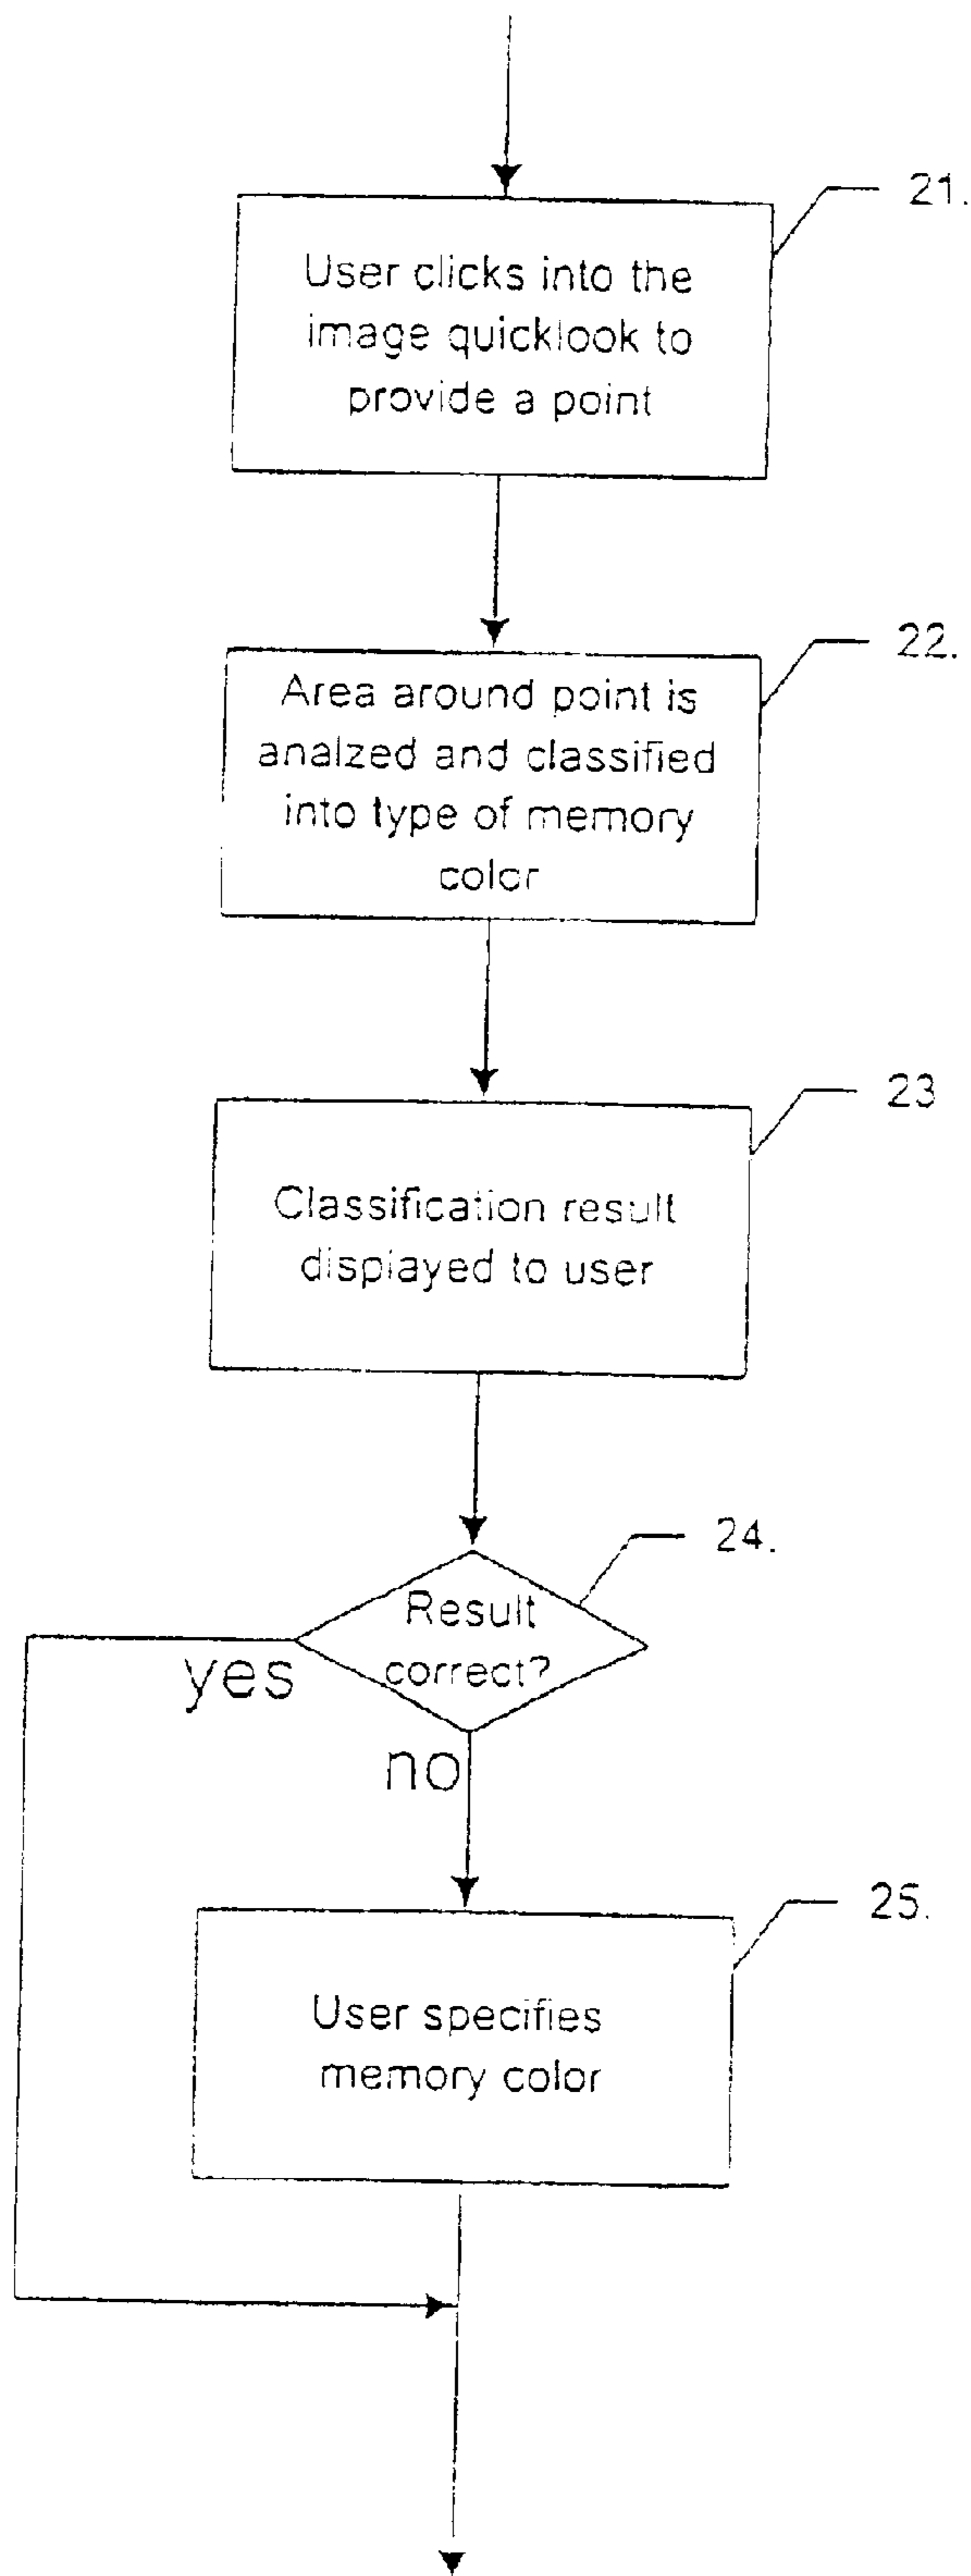 21.
User clicks into the
image quicklook to
provide a point
22.
Area around point is
analzed and classified
into type of memory
color
23
Classification result
displayed to user
24.
Result
correct?
yes
no
25.
User specifies
memory color